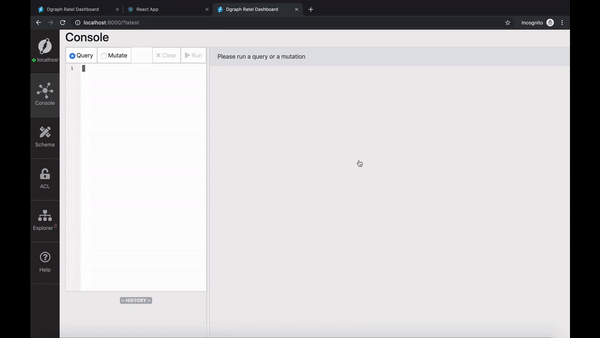 Dgraph Ratel Dashboard
React App
Dgraph Ratel Dashboard
localhost:8000/?latest
Incognito
Console
localhost
Query
Mutate
Clear
Run
Please run a query or a mutation
1
Console
Schema
ACL
Explorer
Help
HISTORY